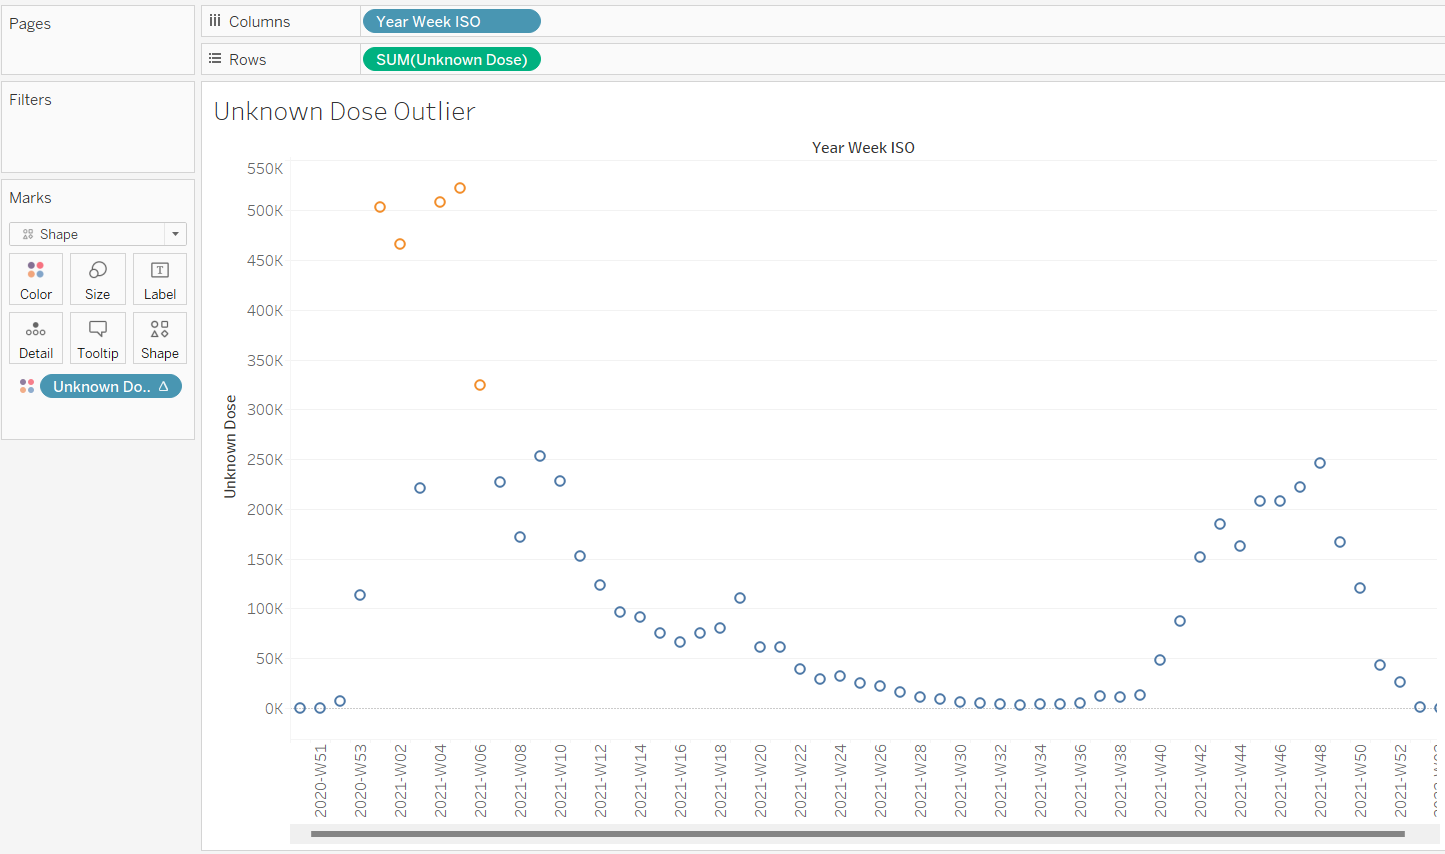 Pages
Columns
Year Week ISO
Rows
SUM(Unknown Dose)
Filters
Marks
Shape
Color
Size
T
Label
Detail
Tooltip
Shape
Unknown Do..
Unknown Dose Outlier
Year Week ISO
Unknown Dose
550K
500K
450K
400K
350K
300K
250K
200K
150K
100K
50K
0K
2020-W51
2020-W53
2021-W02
2021-W04
2021-W06
2021-W08
2021-W10
2021-W12
2021-W14
2021-W16
2021-W18
2021-W20
2021-W22
2021-W24
2021-W26
2021-W28
2021-W30
2021-W32
2021-W34
2021-W36
2021-W38
2021-W40
2021-W42
2021-W44
2021-W46
2021-W48
2021-W50
2021-W52